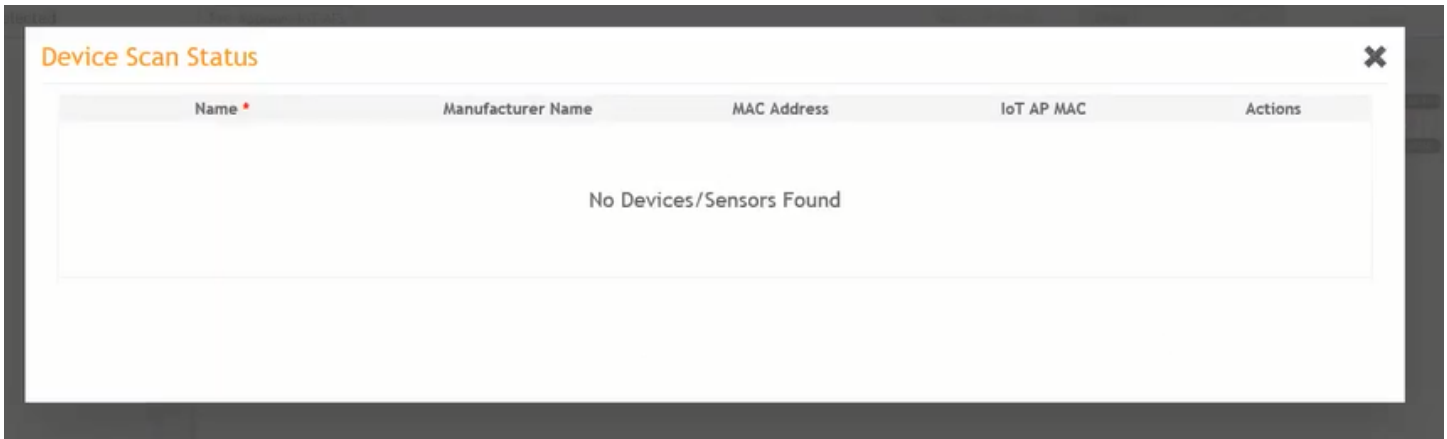 Device Scan Status
Name * Manufacturer Name MAC Address IoT AP MAC Actions
No Devices/Sensors Found